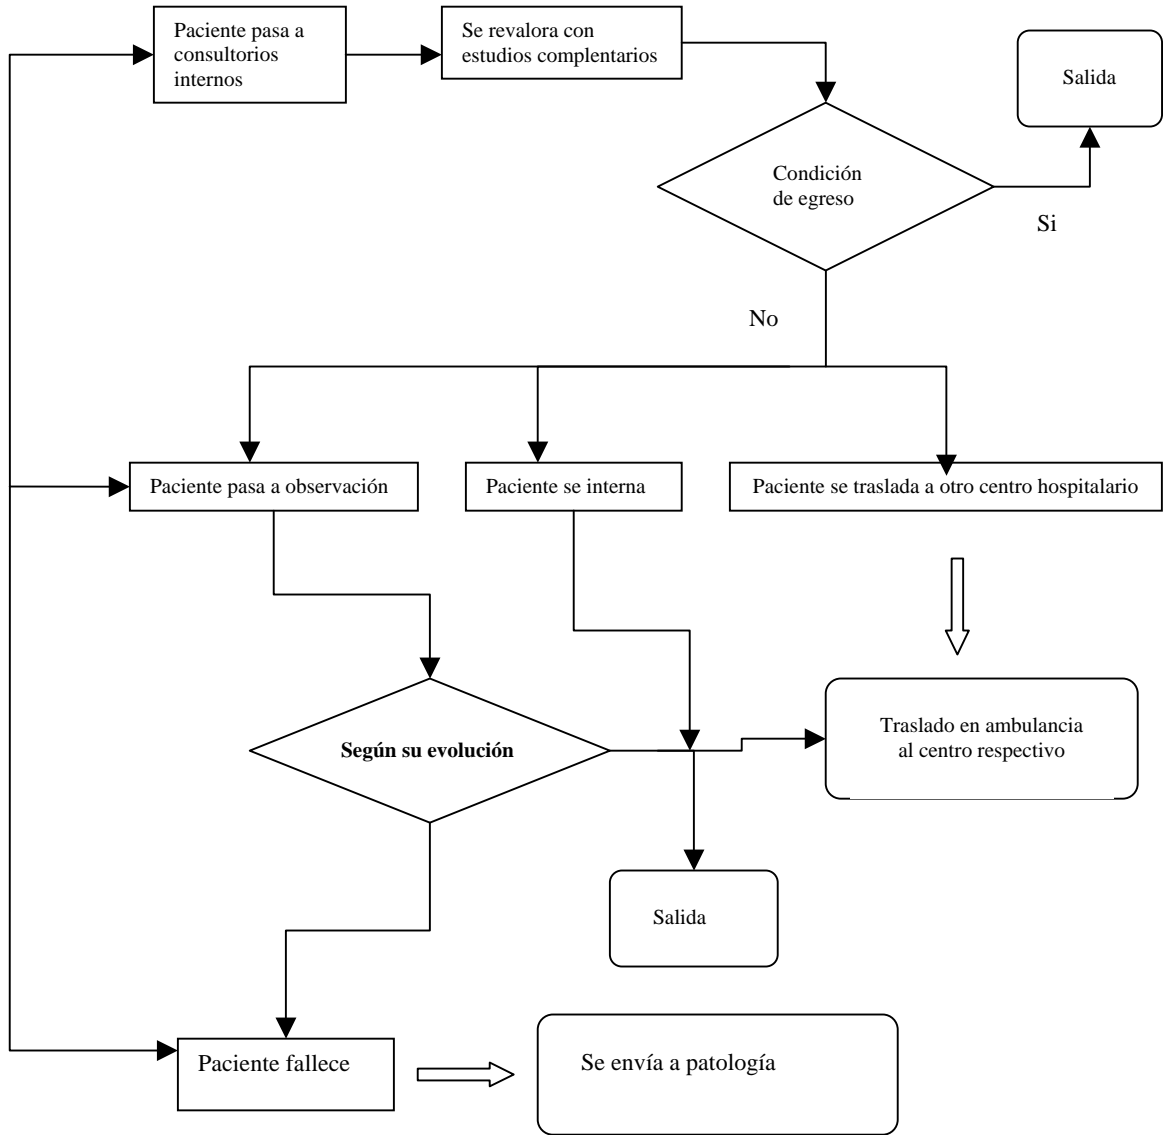 Paciente pasa a
consultorios
internos
Se revalora con
estudios complentarios
Salida
Condición
de egreso
Si
No
Paciente pasa a observación
Paciente se interna
Paciente se traslada a otro centro hospitalario
Según su evolución
Traslado en ambulancia
al centro respectivo
Salida
Paciente fallece
Se envía a patología